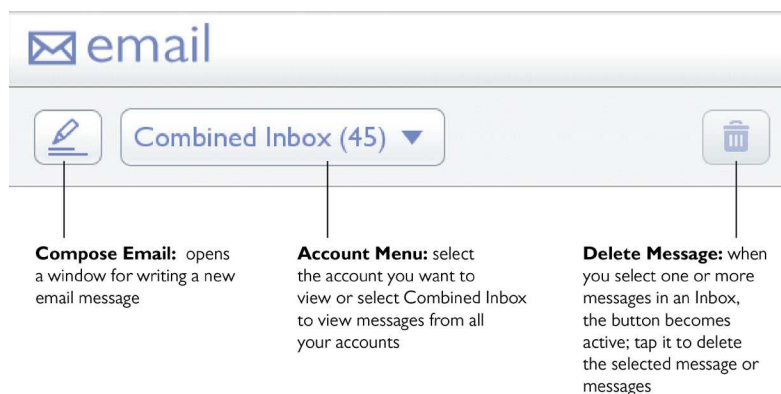 email
Combined Inbox (45)
Compose Email: opens
a window for writing a new
email message
Account Menu: select
the account you want to
view or select Combined Inbox
to view messages from all
your accounts
Delete Message: when
you select one or more
messages in an Inbox,
the button becomes
active; tap it to delete
the selected message or
messages